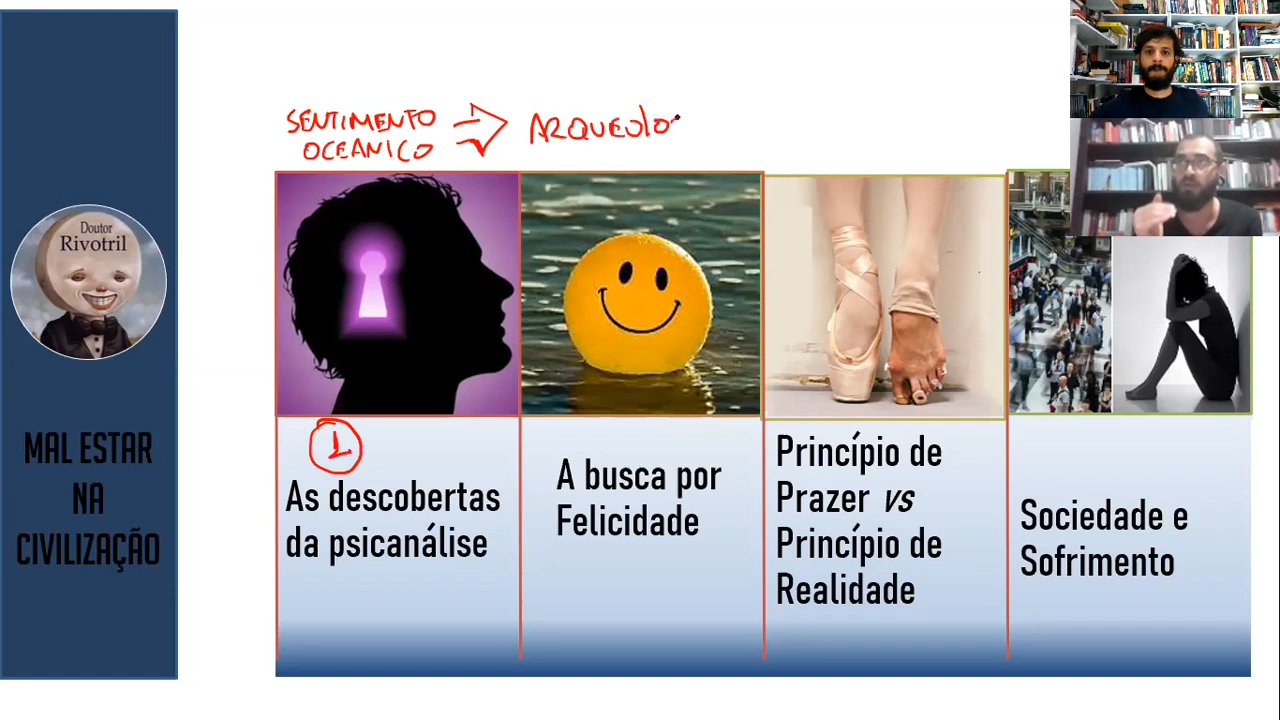 SENTIMENTO
OCEANICO
ARQUEOLO
Doutor
Rivotril
MAL ESTAR
NA
CIVILIZAÇÃO
1
As descobertas
da psicanálise
A busca por
Felicidade
Princípio de
Prazer vs
Princípio de
Realidade
Sociedade e
Sofrimento